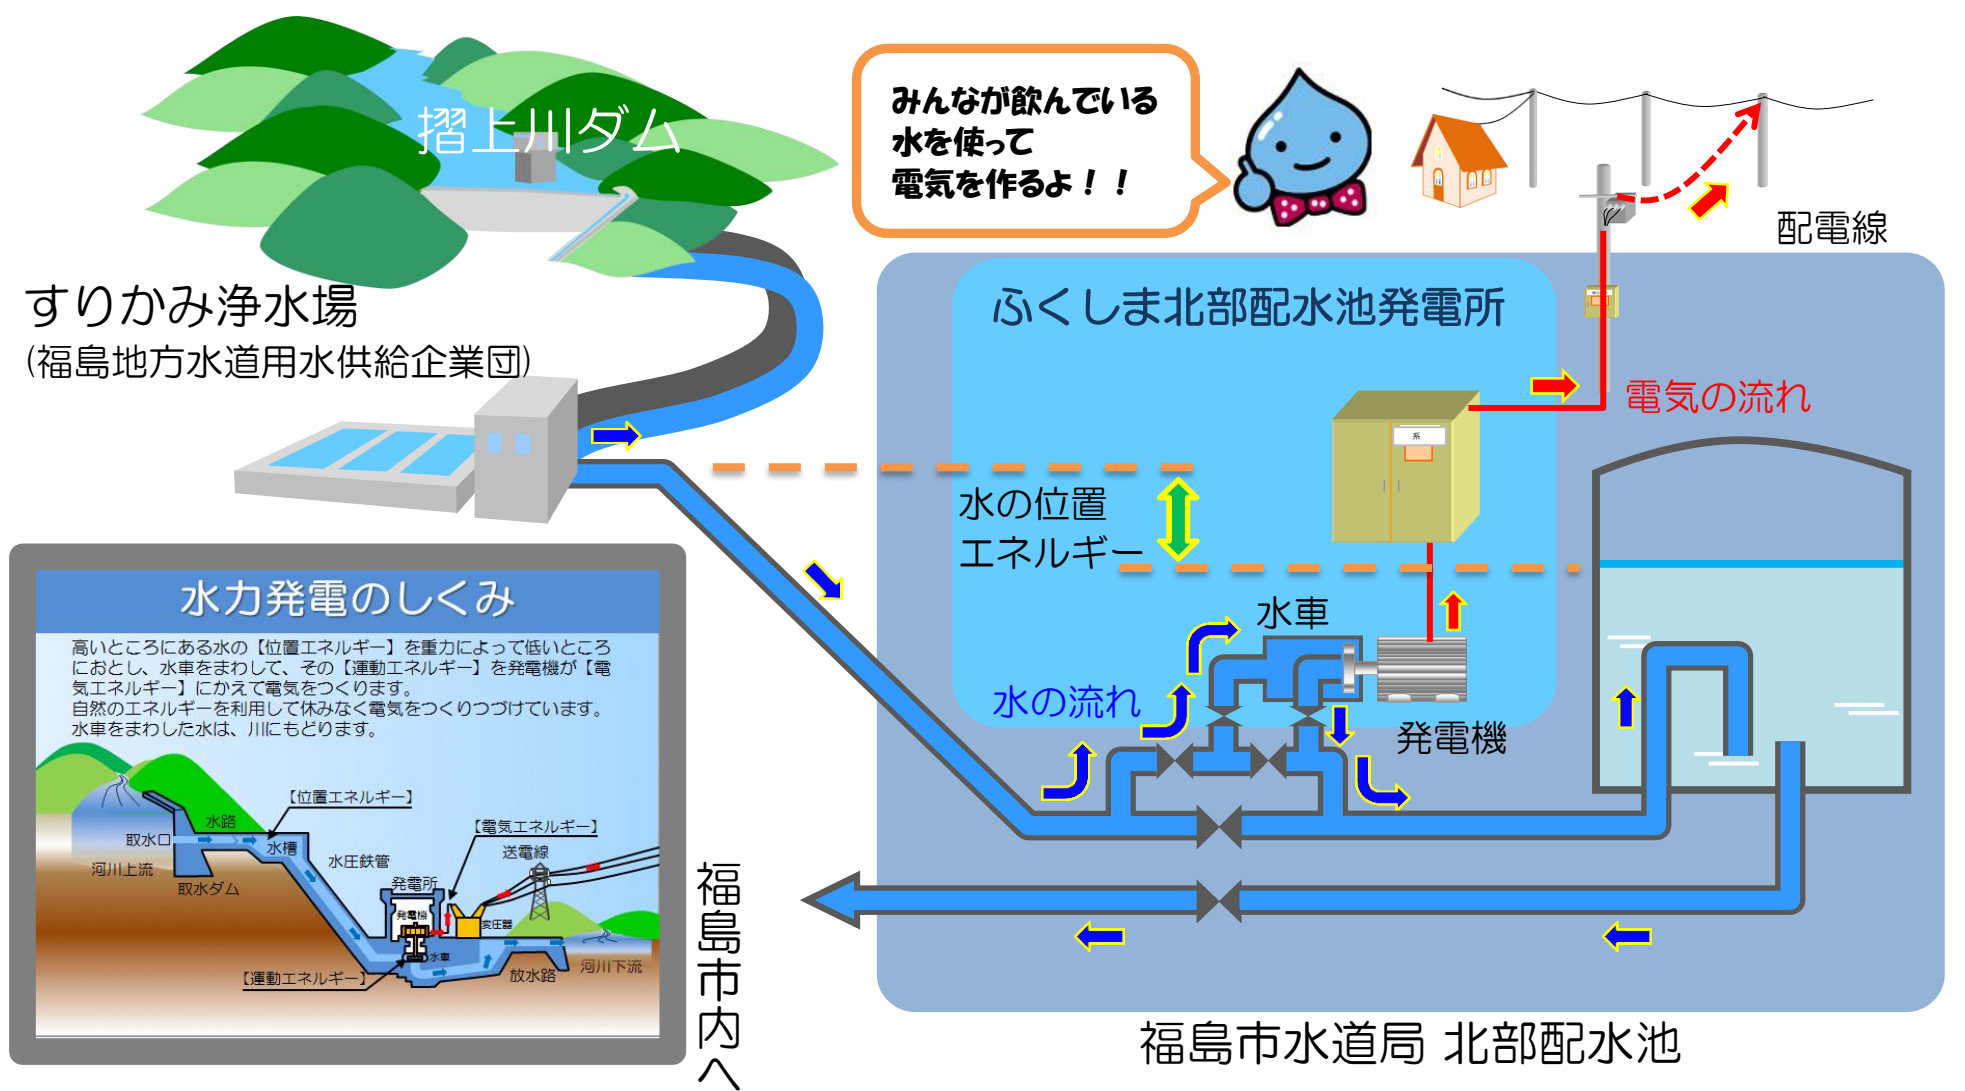 摺上川ダム
みんなが飲んでいる
水を使って
電気を作るよ！！
配電線
すりかみ浄水場
(福島地方水道用水供給企業団)
ふくしま北部配水池発電所
電気の流れ
系
水の位置
エネルギー
水車
水の流れ
発電機
水力発電のしくみ
高いところにある水の【位置エネルギー】を重力によって低いところ
におとし、水車をまわして、その【運動エネルギー】を発電機が【電
気エネルギー】にかえて電気をつくります。
自然のエネルギーを利用して休みなく電気をつくりつづけています。
水車をまわした水は、川にもどります。
【位置エネルギー】
水路
【電気エネルギー】
取水口
水槽
水圧鉄管
送電線
河川上流
取水ダム
発電所
発電機
変圧器
水車
【運動エネルギー】
放水路
河川下流
福島市内へ
福島市水道局 北部配水池